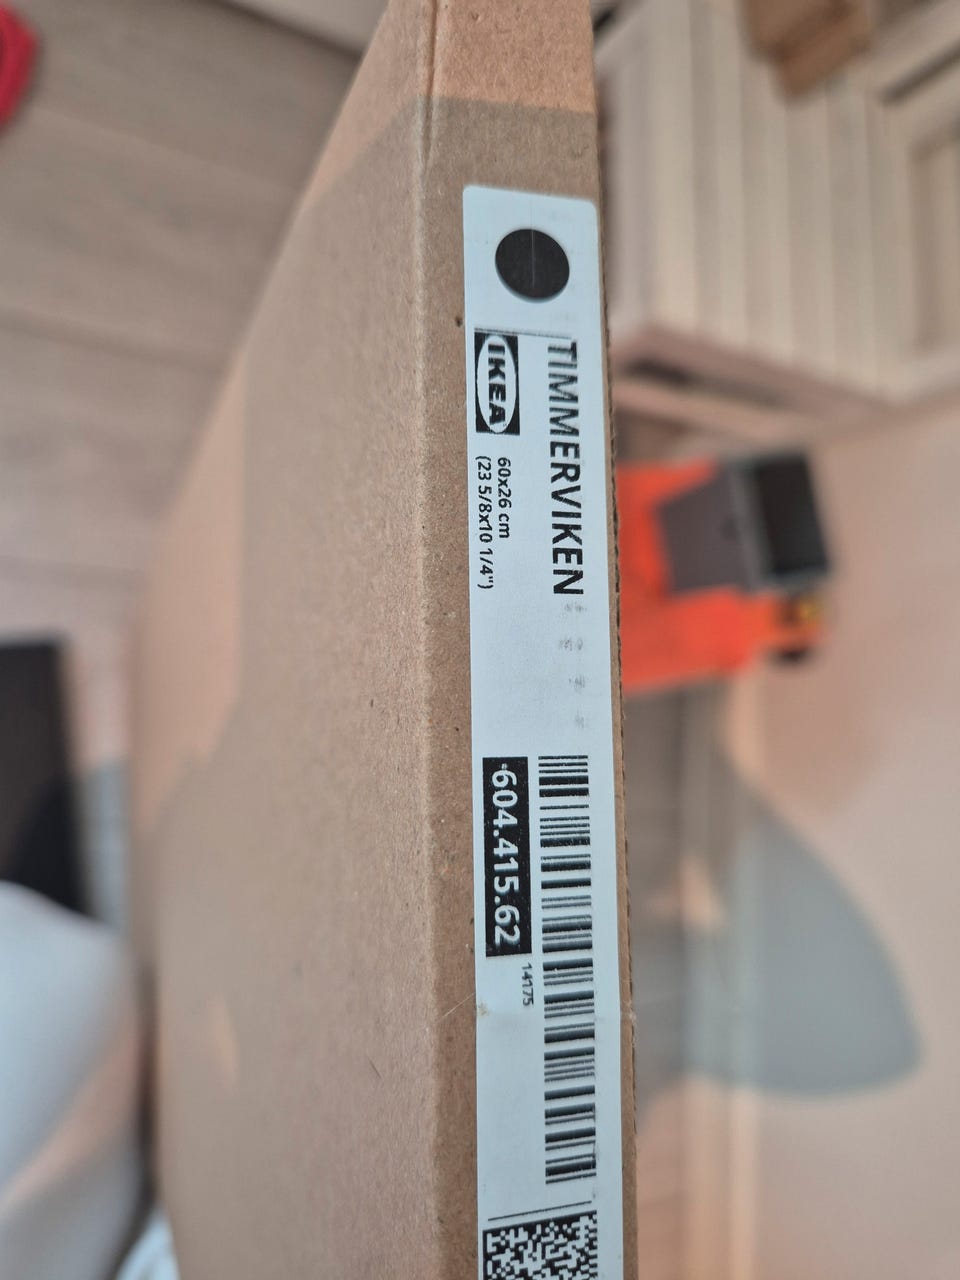 TIMMERVIKEN
IKEA
60x26 cm
(23 5/8x10 1/4")
604.415.62
14175